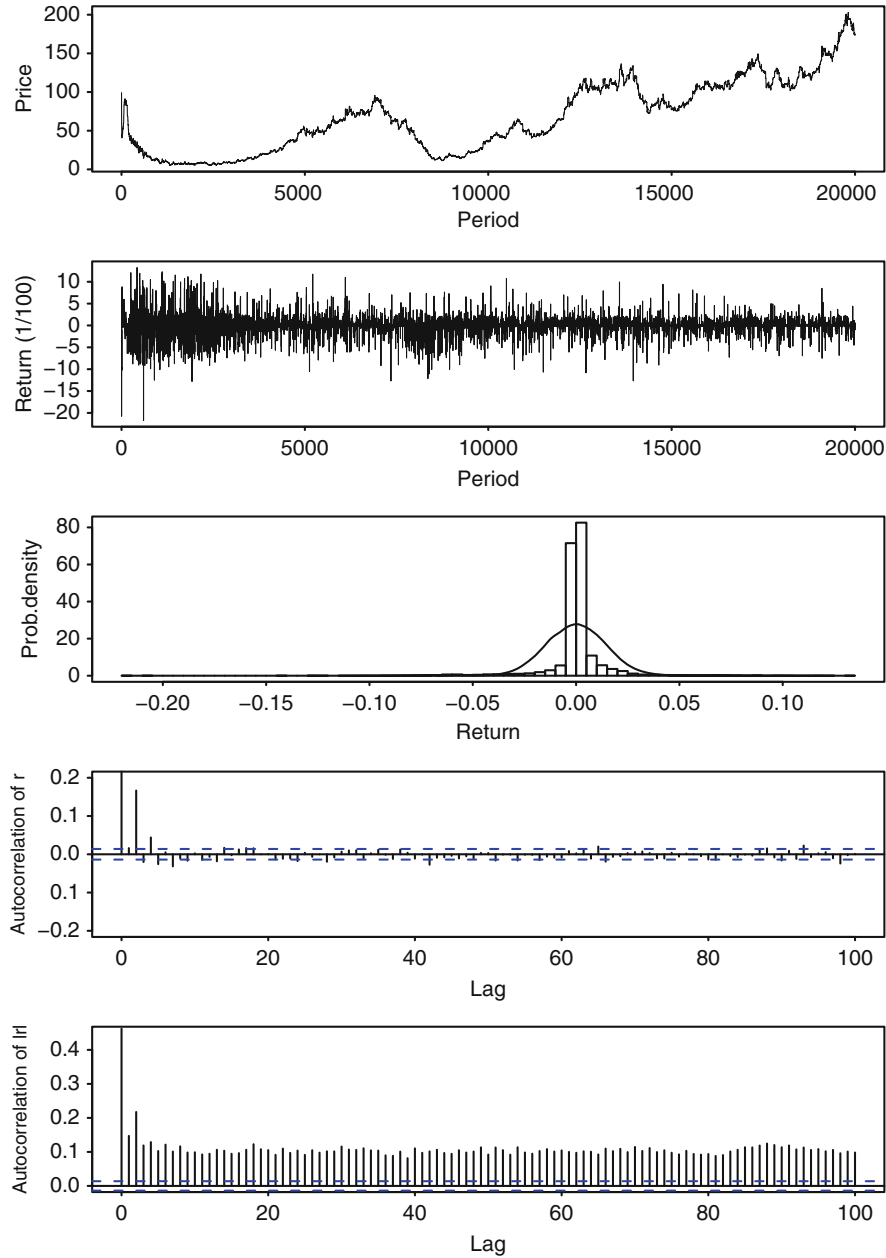 200
150
100
50
0
Price
0 5000 10000 15000 20000
Period
10
5
0
−5
−10
−15
−20
Return (1/100)
0 5000 10000 15000 20000
Period
80
60
40
20
0
Prob.density
−0.20 −0.15 −0.10 −0.05 0.00 0.05 0.10
Return
0.2
0.1
0.0
0.1
−0.2
Autocorrelation of r
0 20 40 60 80 100
Lag
0.4
0.3
0.2
0.1
0.0
Autocorrelation of |r|
0 20 40 60 80 100
Lag